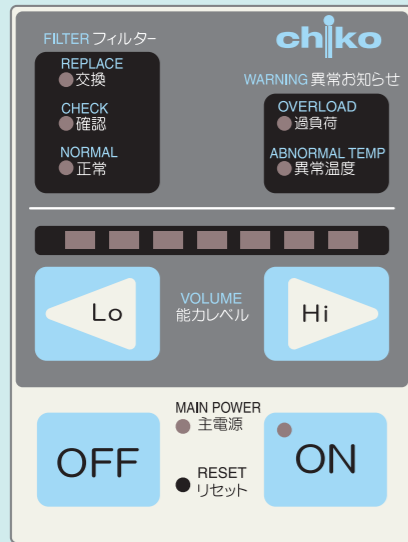 FILTER フィルター
chiko
REPLACE
交換
WARNING 異常お知らせ
CHECK
確認
OVERLOAD
過負荷
NORMAL
正常
ABNORMAL TEMP
異常温度
Lo
VOLUME
能力レベル
Hi
OFF
MAIN POWER
主電源
RESET
リセット
ON